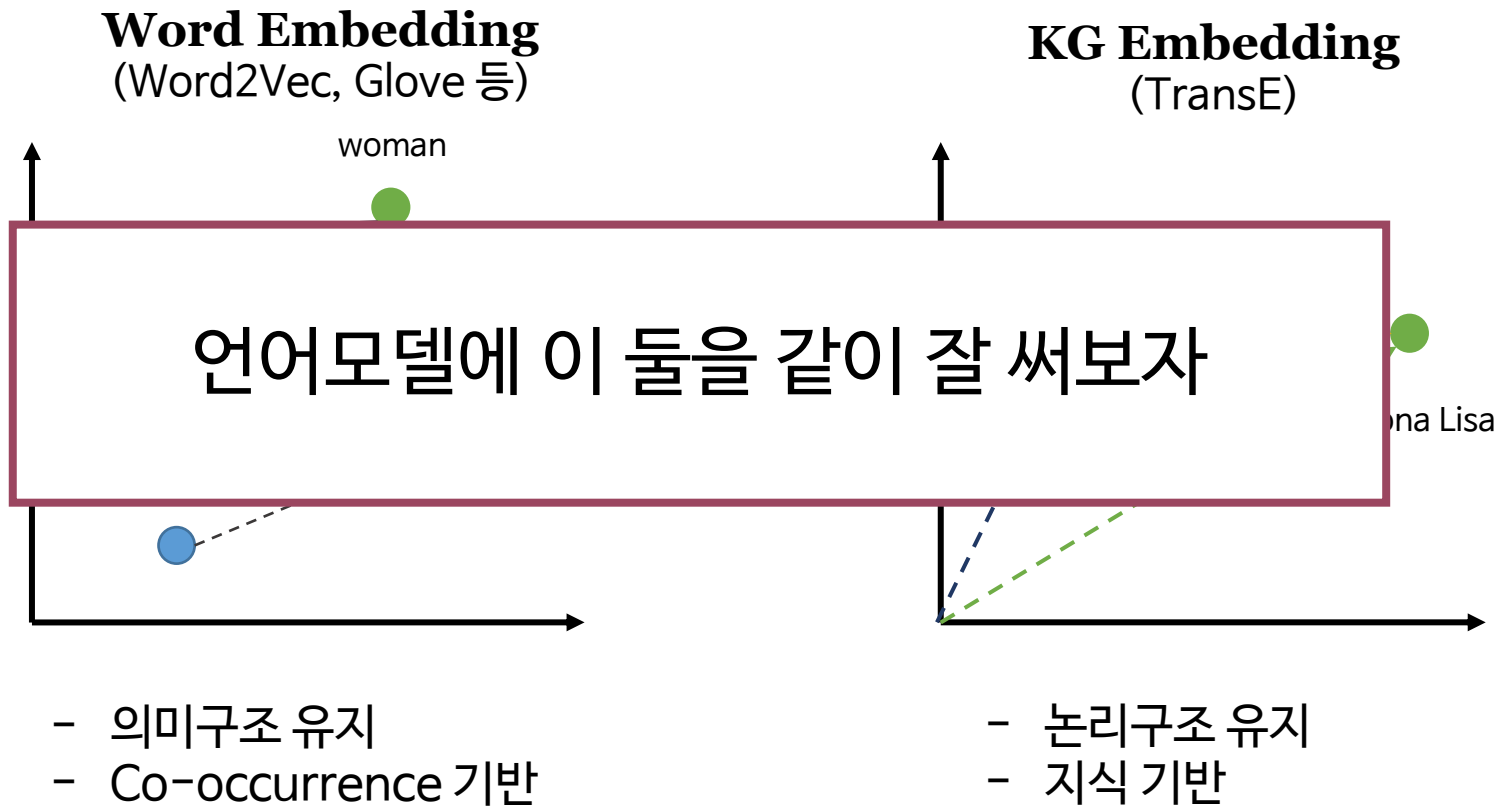 Word Embedding
(Word2Vec, Glove 등)
woman
KG Embedding
(TransE)
언어모델에 이 둘을 같이 잘 써보자
ona Lisa
- 의미구조 유지
- Co-occurrence 기반
- 논리구조 유지
- 지식 기반